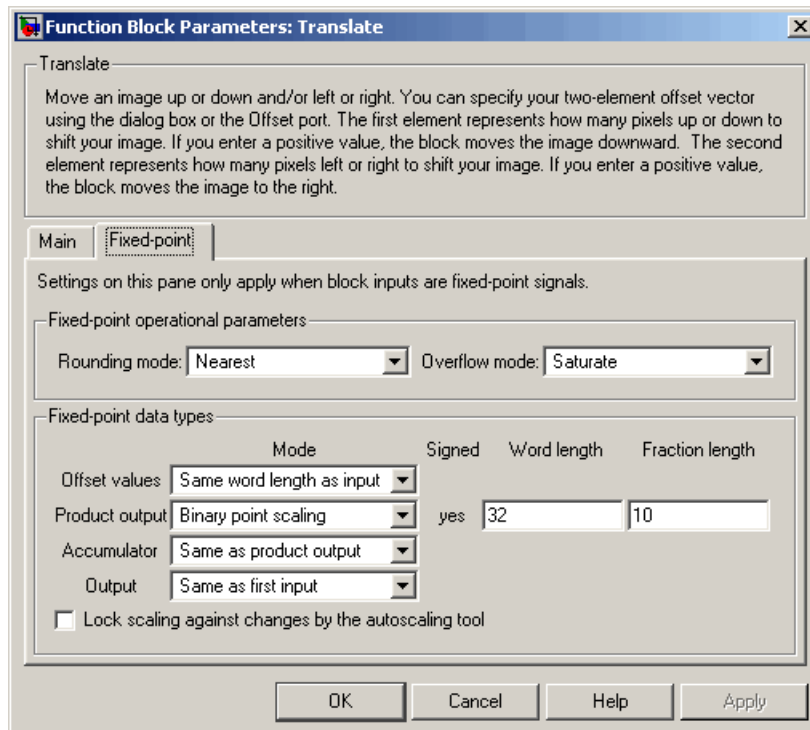 Function Block Parameters: Translate
Translate
Move an image up or down and/or left or right. You can specify your two-element offset vector
using the dialog box or the Offset port. The first element represents how many pixels up or down to
shift your image. If you enter a positive value, the block moves the image downward.  The second
element represents how many pixels left or right to shift your image. If you enter a positive value,
the block moves the image to the right.
Main Fixed-point
Settings on this pane only apply when block inputs are fixed-point signals.
Fixed-point operational parameters
Rounding mode: Nearest Overflow mode: Saturate
Fixed-point data types
Mode Signed Word length Fraction length
Offset values Same word length as input
Product output Binary point scaling yes 32 10
Accumulator Same as product output
Output Same as first input
Lock scaling against changes by the autoscaling tool
OK Cancel Help Apply